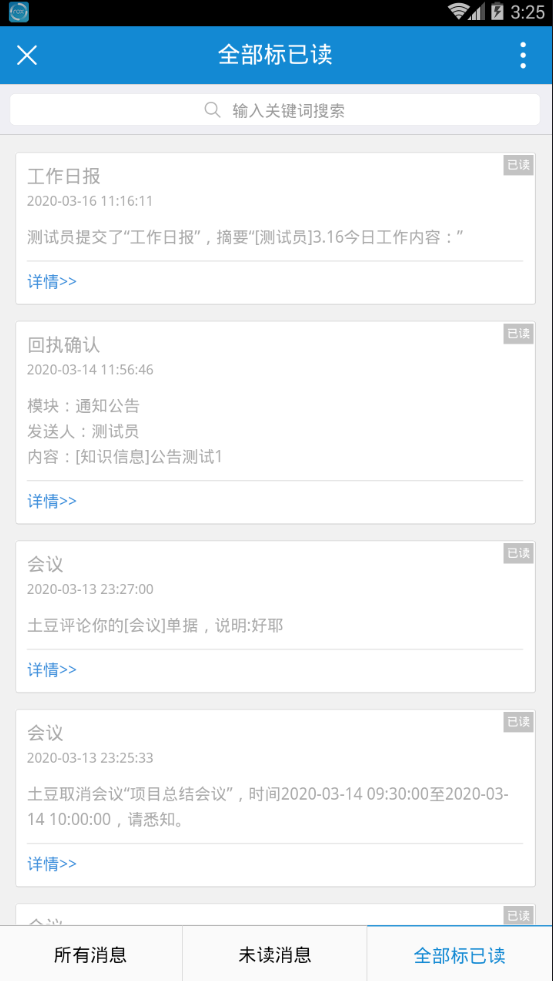 3:25
全部标已读
输入关键词搜索
已读
工作日报
2020-03-16 11:16:11
测试员提交了“工作日报”，摘要“[测试员]3.16今日工作内容：”
详情>>
已读
回执确认
2020-03-14 11:56:46
模块：通知公告
发送人：测试员
内容：[知识信息]公告测试1
详情>>
已读
会议
2020-03-13 23:27:00
土豆评论你的[会议]单据，说明:好耶
详情>>
已读
会议
2020-03-13 23:25:33
土豆取消会议“项目总结会议”，时间2020-03-14 09:30:00至2020-03-
14 10:00:00，请悉知。
详情>>
已读
会议
所有消息
未读消息
全部标已读